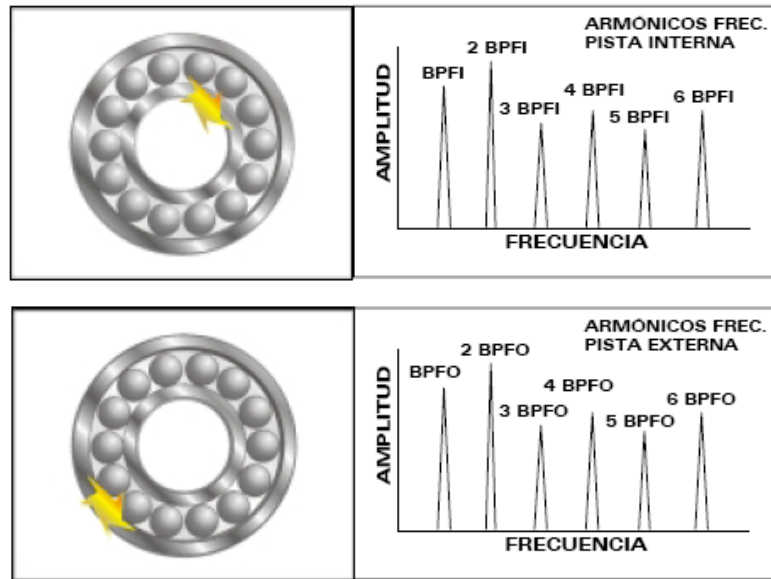 ARMÓNICOS FREC.
PISTA INTERNA
2 BPFI
BPFI
4 BPFI
6 BPFI
3 BPFI
5 BPFI
AMPLITUD
FRECUENCIA
ARMÓNICOS FREC.
PISTA EXTERNA
2 BPFO
BPFO
4 BPFO
6 BPFO
3 BPFO
5 BPFO
AMPLITUD
FRECUENCIA